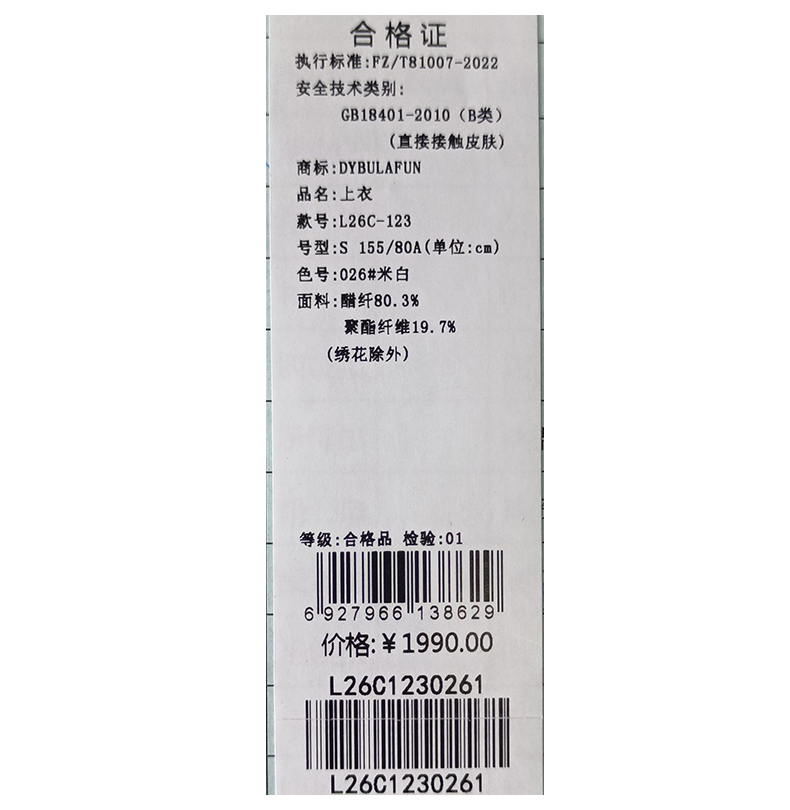 合格证
执行标准:FZ/T81007-2022
安全技术类别:
GB18401-2010（B类）
(直接接触皮肤)
商标:DYBULAFUN
品名:上衣
款号:L26C-123
号型:S 155/80A(单位:cm)
色号:026#米白
面料:醋纤80.3%
聚酯纤维19.7%
(绣花除外)
等级:合格品 检验:01
6 927966 138629
价格:¥1990.00
L26C1230261
L26C1230261